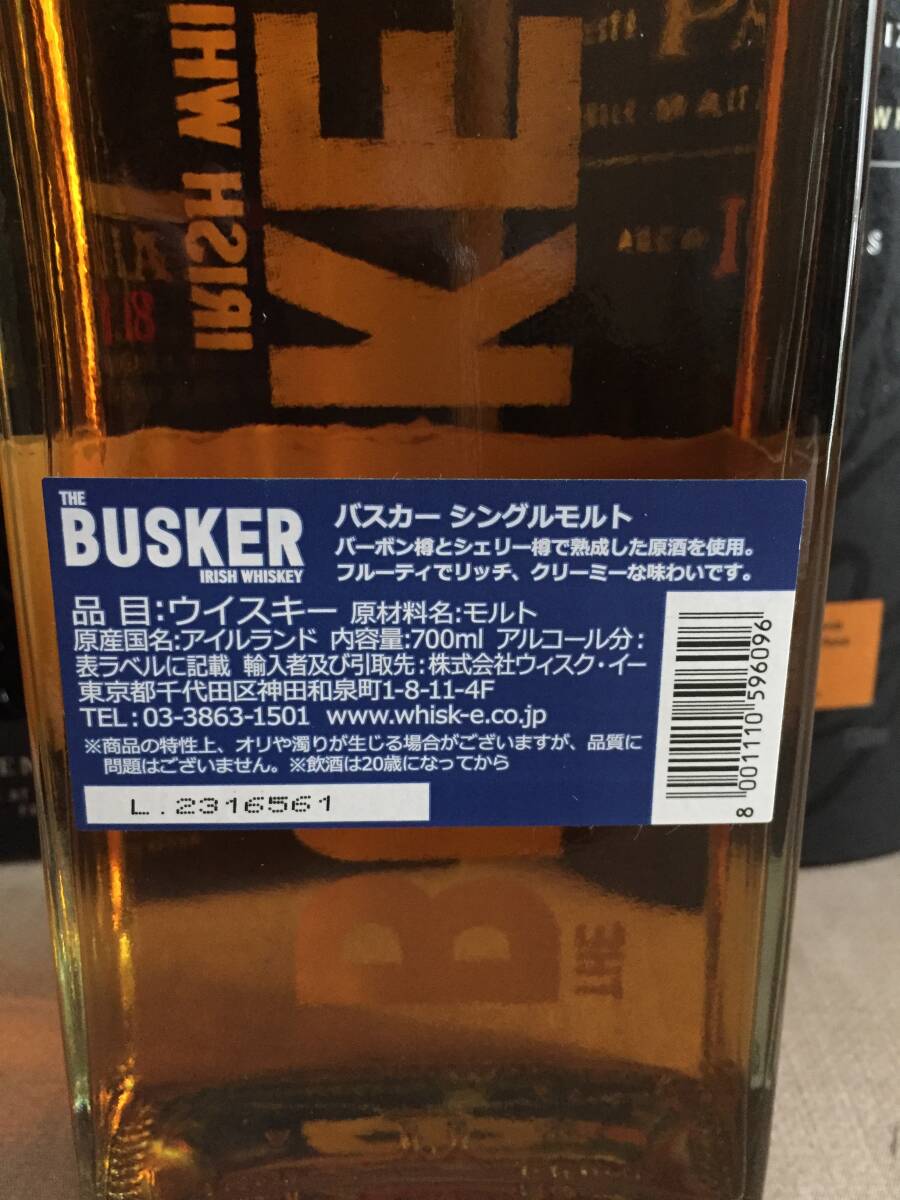 IRISH WHI
KE
THE
BUSKER
IRISH WHISKEY
バスカー シングルモルト
バーボン樽とシェリー樽で熟成した原酒を使用。
フルーティでリッチ、クリーミーな味わいです。
品 目:ウイスキー 原材料名:モルト
原産国名:アイルランド 内容量:700ml アルコール分:
表ラベルに記載 輸入者及び引取先:株式会社ウィスク・イー
東京都千代田区神田和泉町1-8-11-4F
TEL:03-3863-1501 www.whisk-e.co.jp
※商品の特性上、オリや濁りが生じる場合がございますが、品質に
問題はございません。※飲酒は20歳になってから
L.2316561
8 001110 596096
THE
B